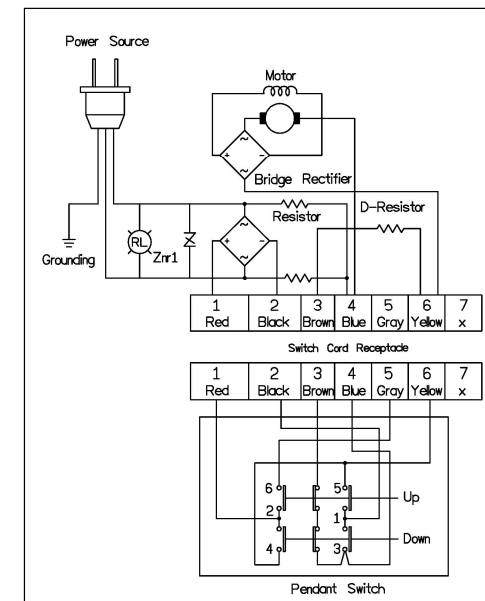 Power Source
Motor
+ ~ ~ -
Bridge Rectifier
Resistor
D-Resistor
RL
Znr1
Grounding
+ ~ ~ -
1 2 3 4 5 6 7
Red Black Brown Blue Gray Yellow x
Switch Cord Receptacle
1 2 3 4 5 6 7
Red Black Brown Blue Gray Yellow x
6 5
Up
2 1
4 3
Down
Pendant Switch